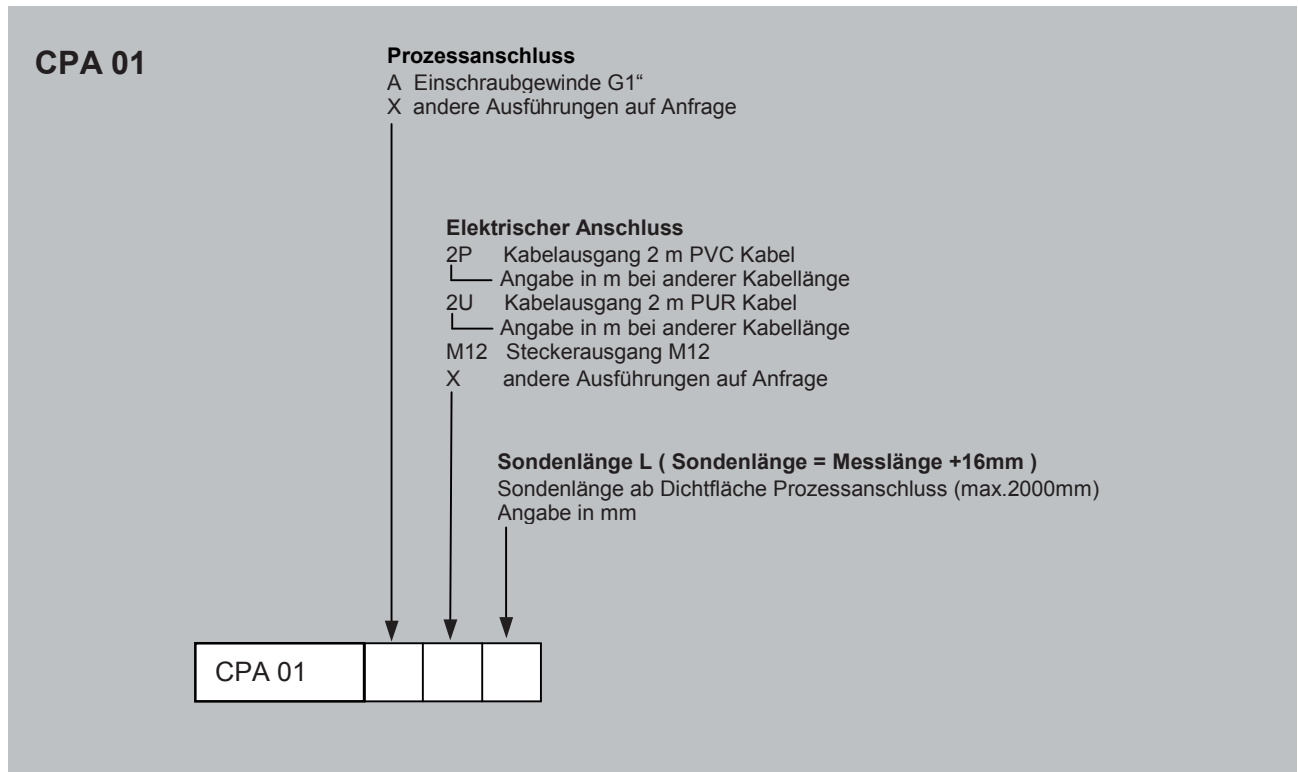 CPA 01
Prozessanschluss
A Einschraubgewinde G1“
X andere Ausführungen auf Anfrage
Elektrischer Anschluss
2P Kabelausgang 2 m PVC Kabel
Angabe in m bei anderer Kabellänge
2U Kabelausgang 2 m PUR Kabel
Angabe in m bei anderer Kabellänge
M12 Steckerausgang M12
X andere Ausführungen auf Anfrage
Sondenlänge L ( Sondenlänge = Messlänge +16mm )
Sondenlänge ab Dichtfläche Prozessanschluss (max.2000mm)
Angabe in mm
CPA 01